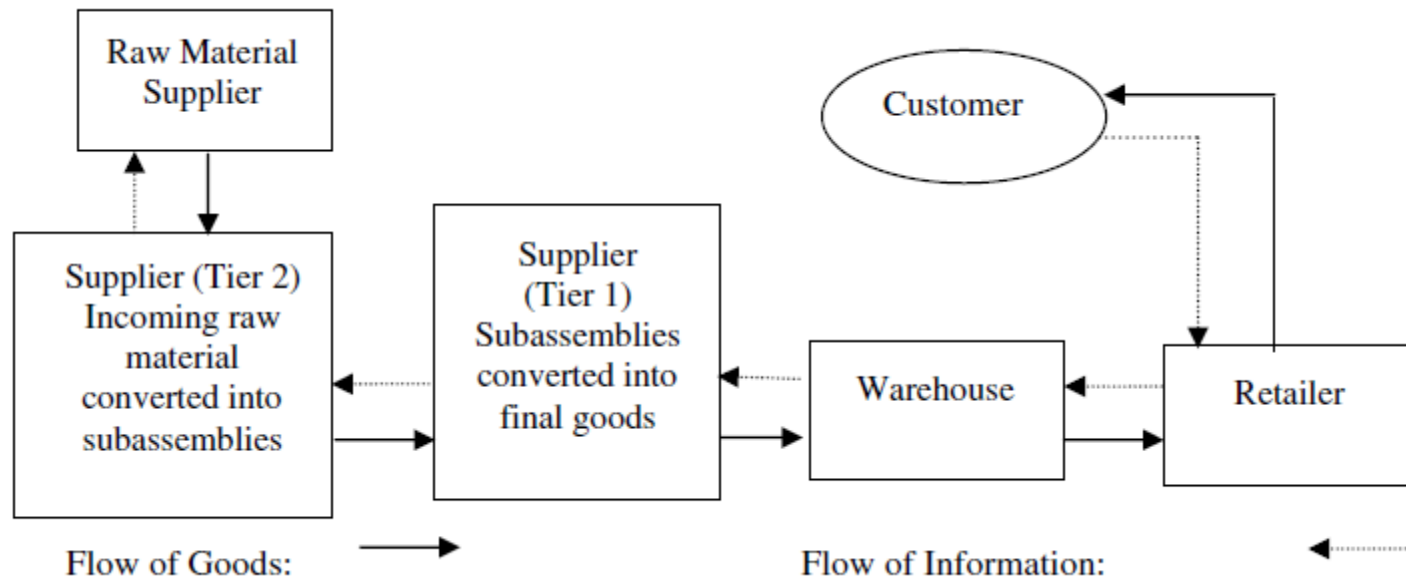 Raw Material
Supplier
Customer
Supplier (Tier 2)
Incoming raw
material
converted into
subassemblies
Supplier
(Tier 1)
Subassemblies
converted into
final goods
Warehouse
Retailer
Flow of Goods:
Flow of Information: